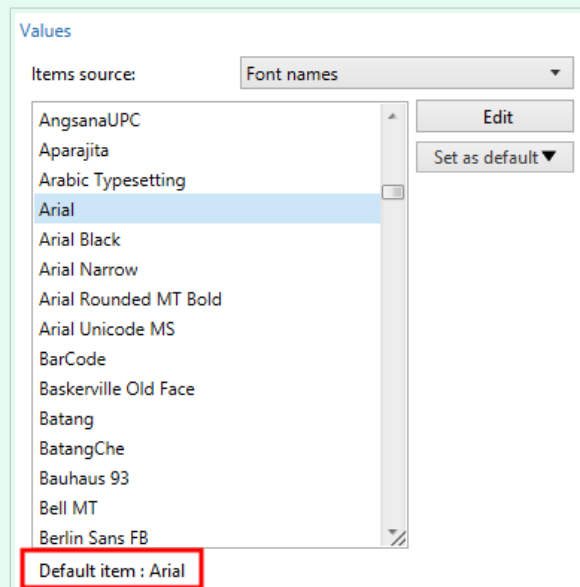 Values
Items source: Font names
Edit
Set as default▼
AngsanaUPC
Aparajita
Arabic Typesetting
Arial
Arial Black
Arial Narrow
Arial Rounded MT Bold
Arial Unicode MS
BarCode
Baskerville Old Face
Batang
BatangChe
Bauhaus 93
Bell MT
Berlin Sans FB
Default item : Arial